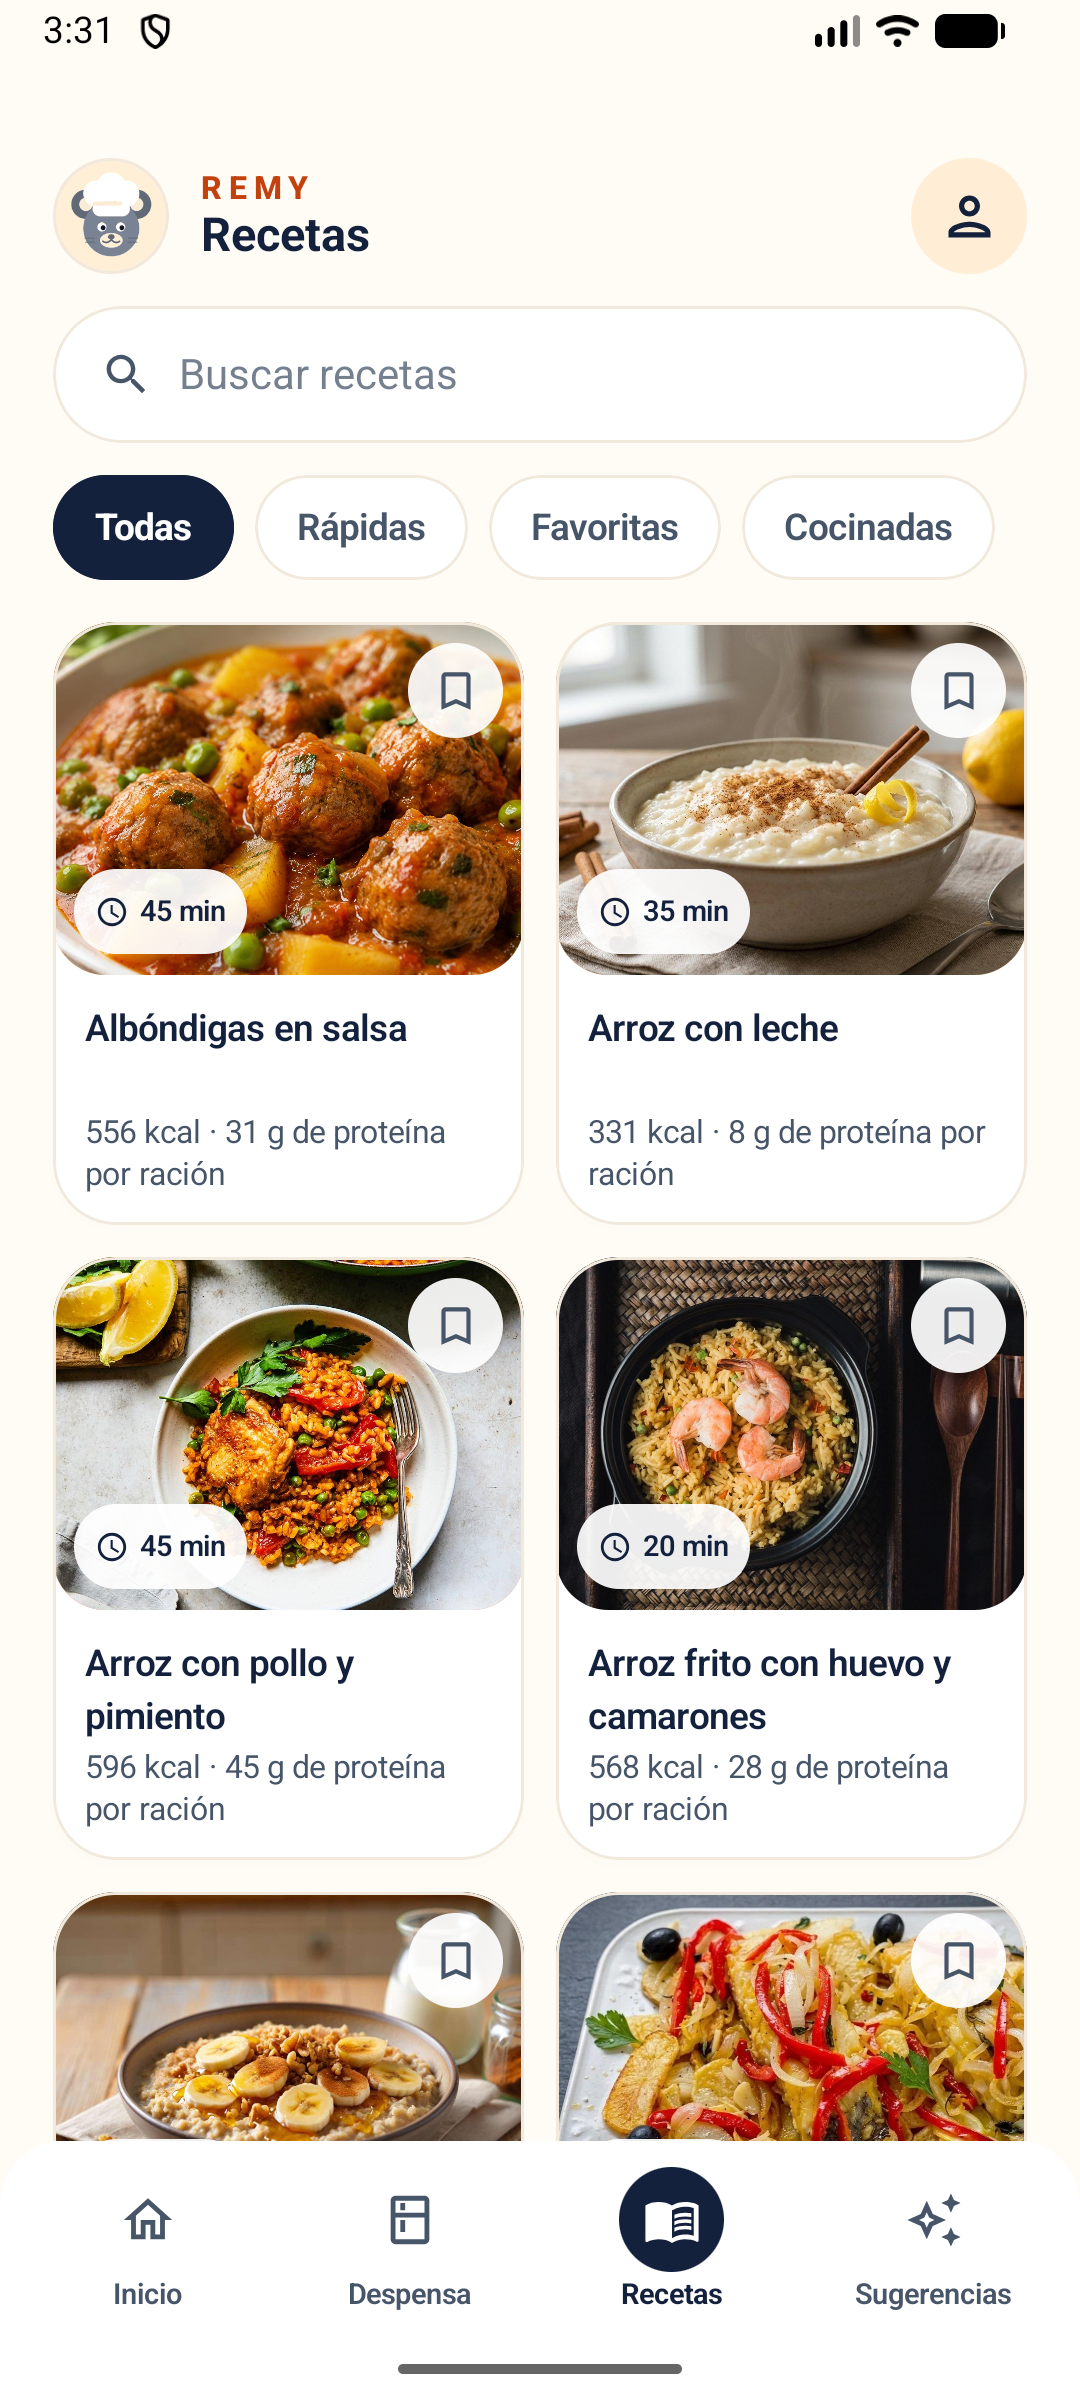 3:31
REMY
Recetas
Buscar recetas
Todas
Rápidas
Favoritas
Cocinadas
45 min
35 min
Albóndigas en salsa
Arroz con leche
556 kcal · 31 g de proteína
por ración
331 kcal · 8 g de proteína por
ración
45 min
20 min
Arroz con pollo y
pimiento
Arroz frito con huevo y
camarones
596 kcal · 45 g de proteína
por ración
568 kcal · 28 g de proteína
por ración
Inicio
Despensa
Recetas
Sugerencias